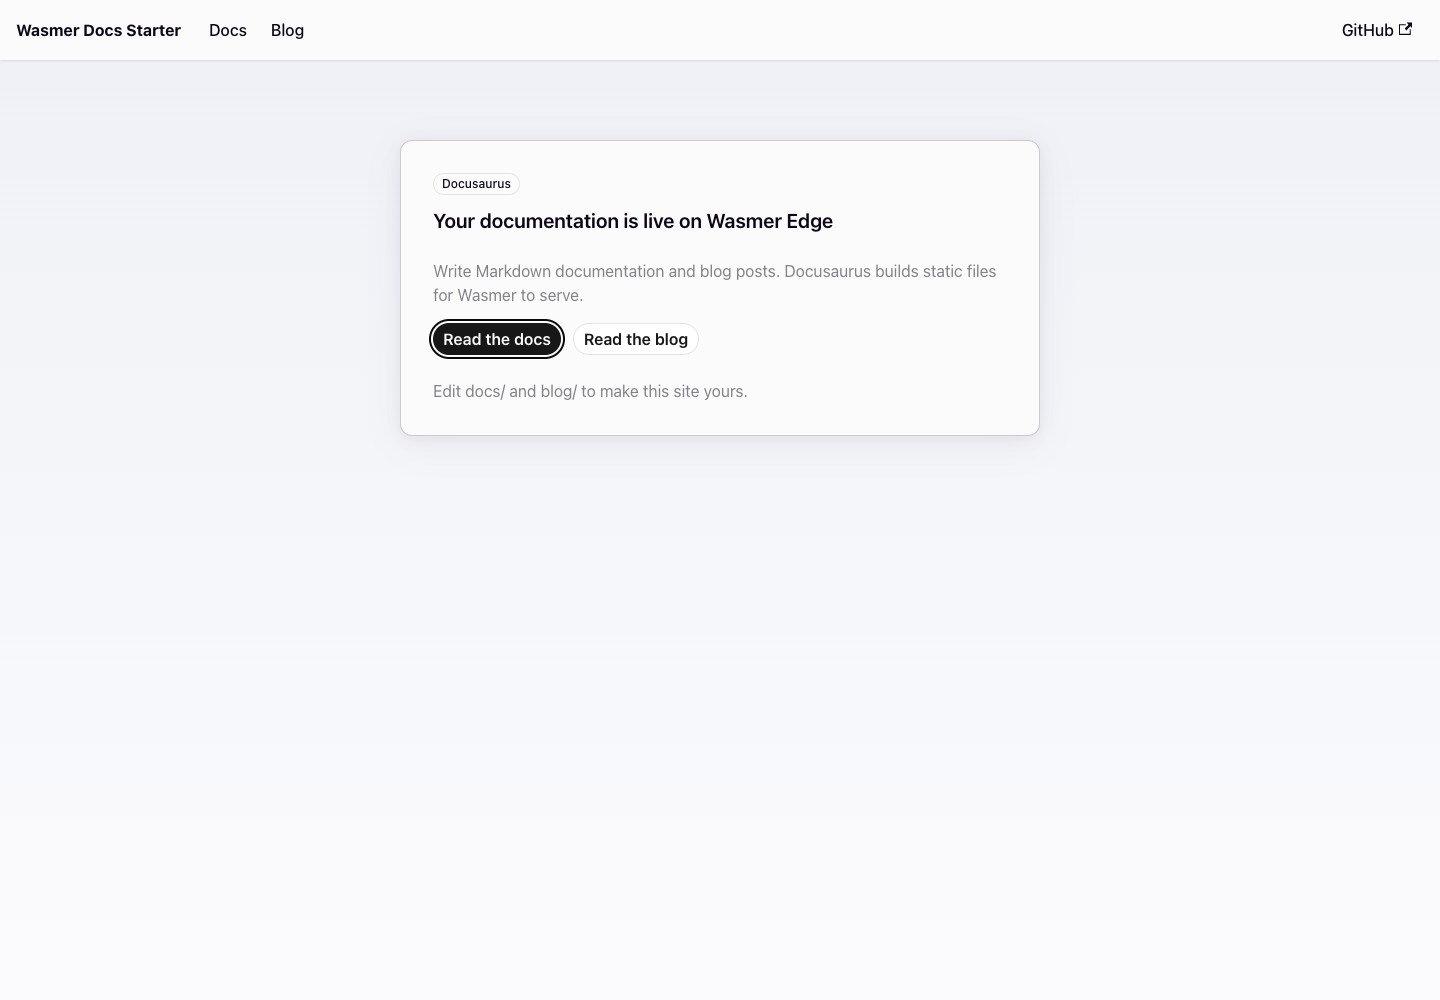 Wasmer Docs Starter
Docs
Blog
GitHub
Docusaurus
Your documentation is live on Wasmer Edge
Write Markdown documentation and blog posts. Docusaurus builds static files
for Wasmer to serve.
Read the docs
Read the blog
Edit docs/ and blog/ to make this site yours.